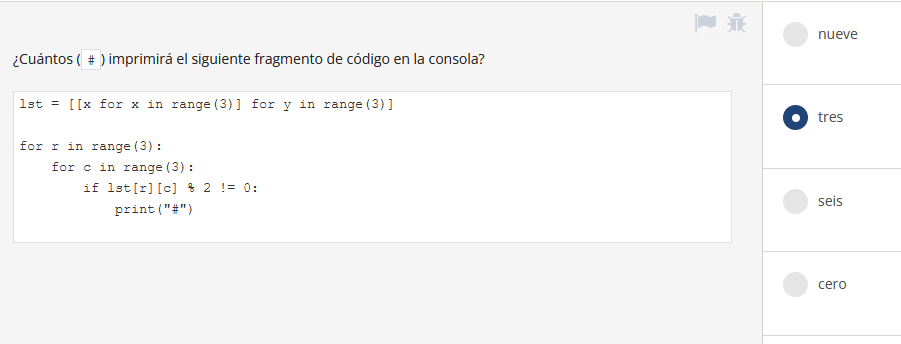 ¿Cuántos ( # ) imprimirá el siguiente fragmento de código en la consola?
lst = [[x for x in range(3)] for y in range(3)]
for r in range(3):
    for c in range(3):
        if lst[r][c] % 2 != 0:
            print("#")
nueve
tres
seis
cero